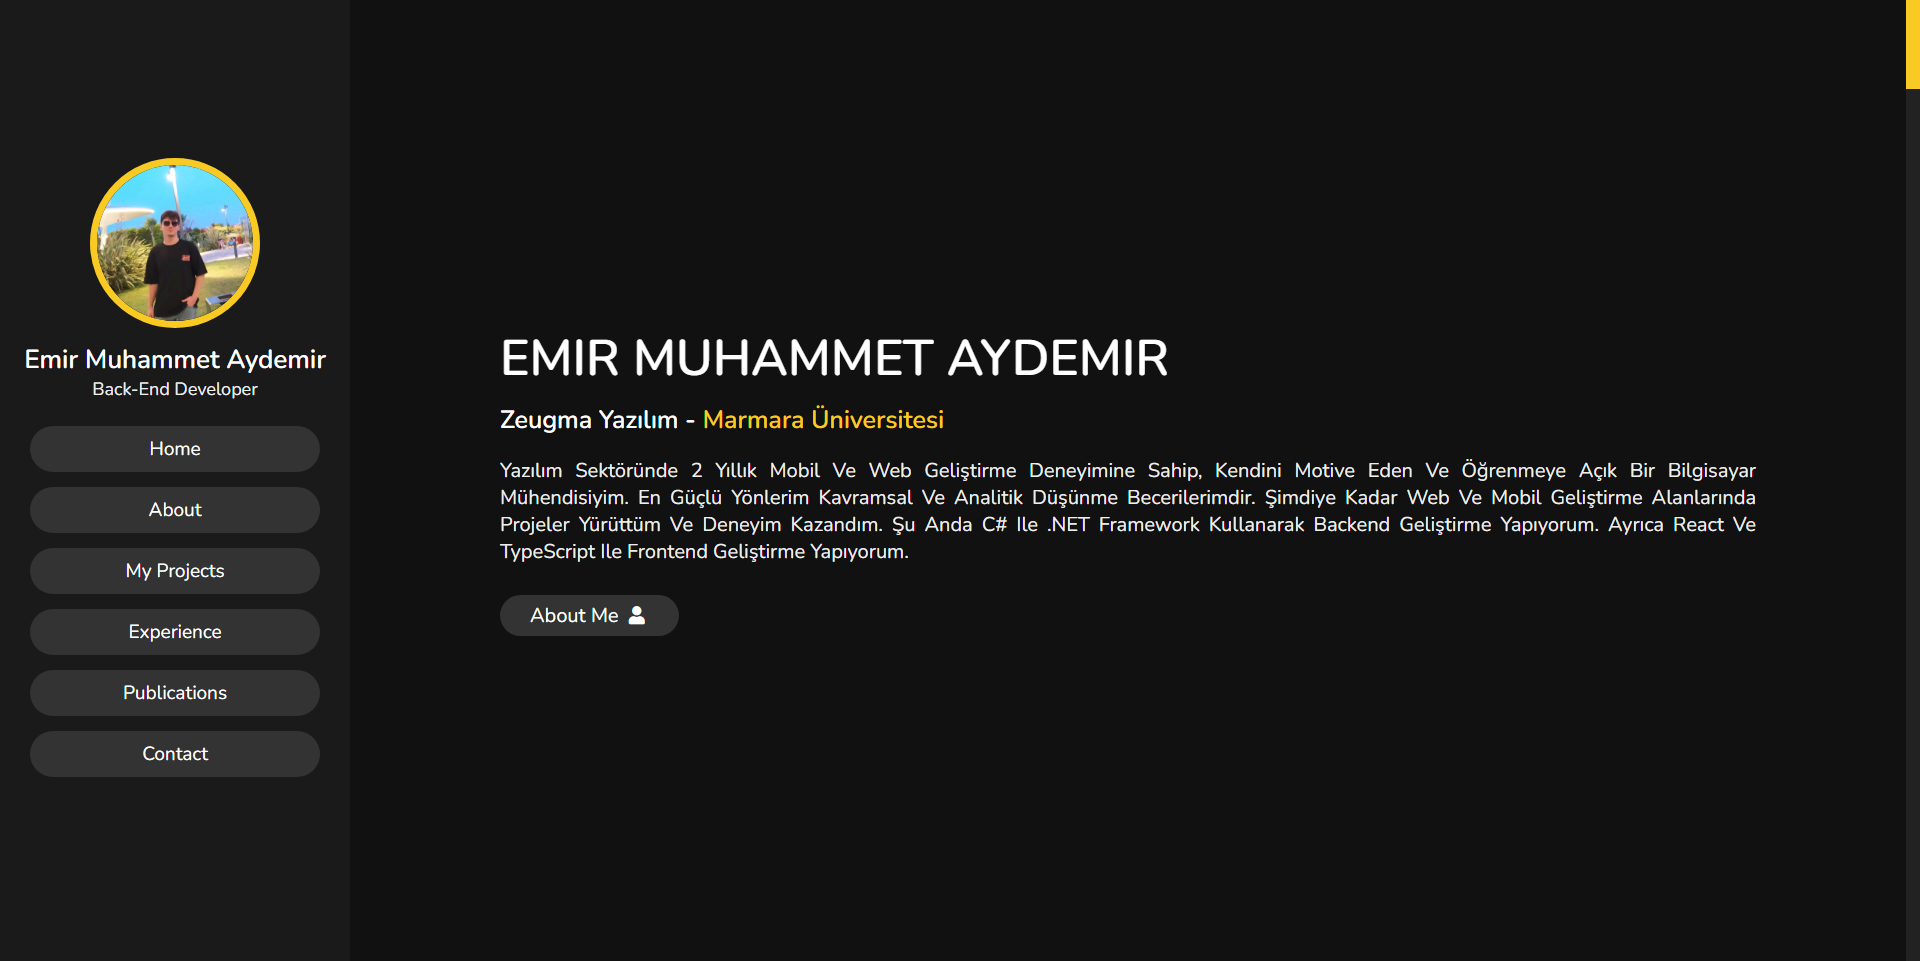 Emir Muhammet Aydemir
Back-End Developer
Home
About
My Projects
Experience
Publications
Contact
EMIR MUHAMMET AYDEMIR
Zeugma Yazılım - Marmara Üniversitesi
Yazılım Sektöründe 2 Yıllık Mobil Ve Web Geliştirme Deneyimine Sahip, Kendini Motive Eden Ve Öğrenmeye Açık Bir Bilgisayar
Mühendisiyim. En Güçlü Yönlerim Kavramsal Ve Analitik Düşünme Becerilerimdir. Şimdiye Kadar Web Ve Mobil Geliştirme Alanlarında
Projeler Yürüttüm Ve Deneyim Kazandım. Şu Anda C# Ile .NET Framework Kullanarak Backend Geliştirme Yapıyorum. Ayrıca React Ve
TypeScript Ile Frontend Geliştirme Yapıyorum.
About Me